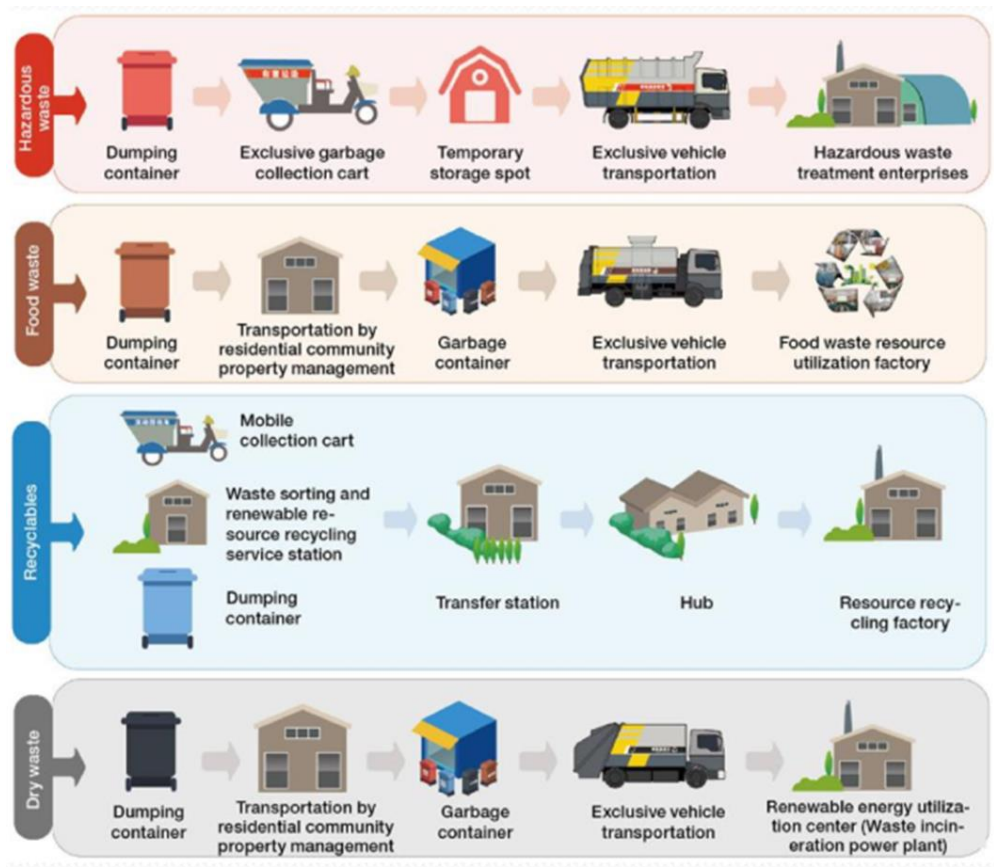 Hazardous
waste
Dumping
container
Exclusive garbage
collection cart
Temporary
storage spot
Exclusive vehicle
transportation
Hazardous waste
treatment enterprises
Food waste
Dumping
container
Transportation by
residential community
property management
Garbage
container
Exclusive vehicle
transportation
Food waste resource
utilization factory
Recyclables
Mobile
collection cart
Waste sorting and
renewable re-
source recycling
service station
Dumping
container
Transfer station
Hub
Resource recy-
cling factory
Dry waste
Dumping
container
Transportation by
residential community
property management
Garbage
container
Exclusive vehicle
transportation
Renewable energy utiliza-
tion center (Waste incin-
eration power plant)